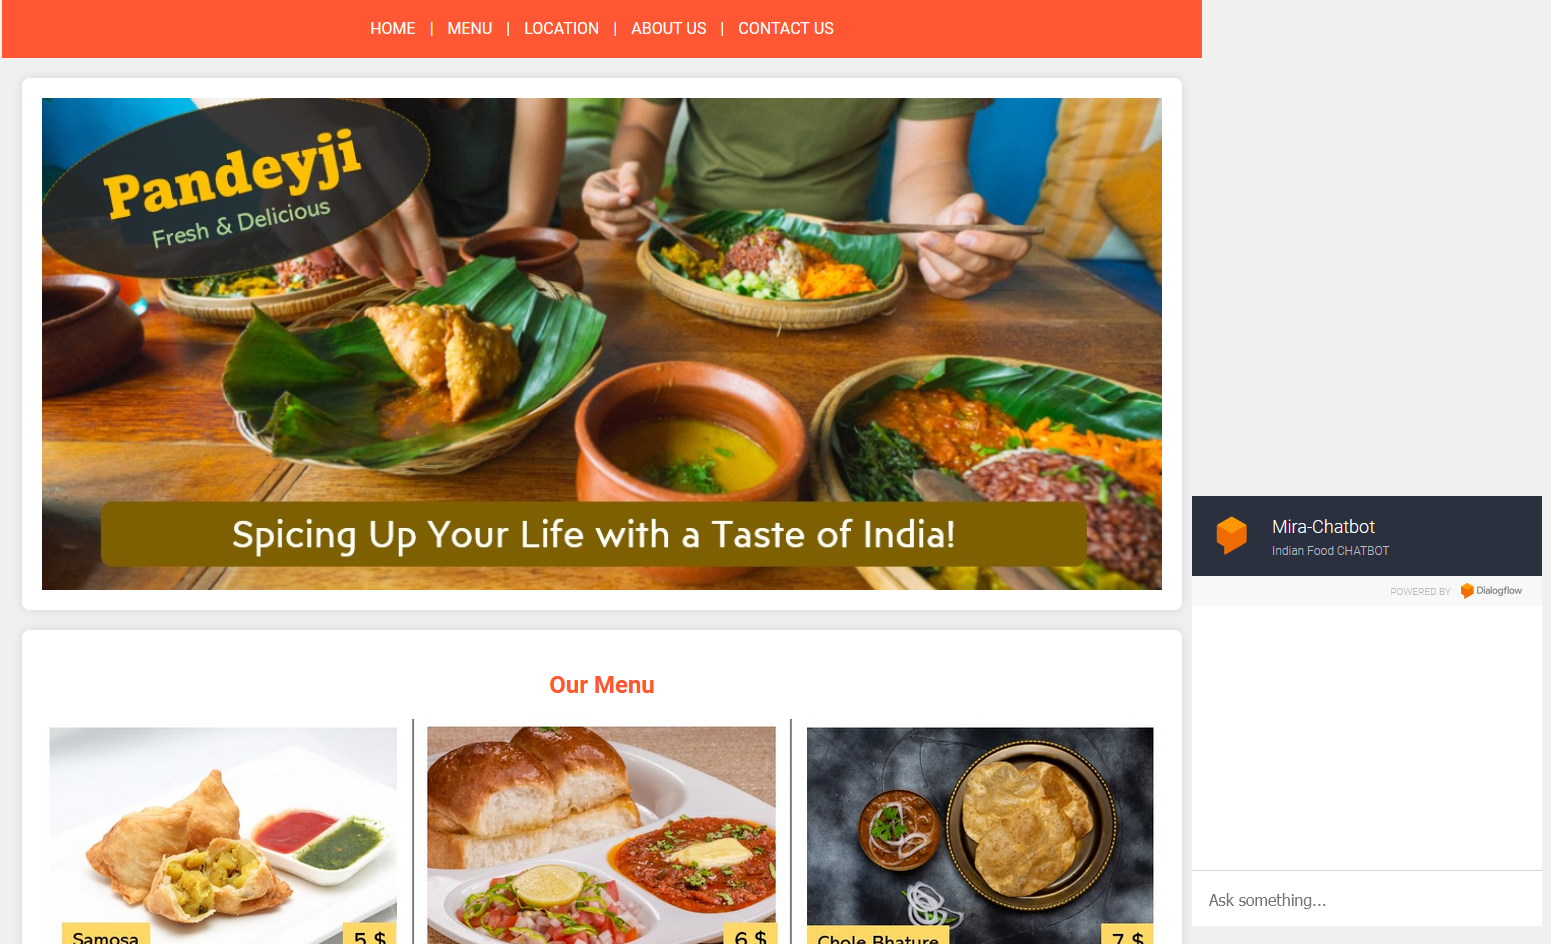 HOME | MENU | LOCATION | ABOUT US | CONTACT US
Pandeyji
Fresh & Delicious
Spicing Up Your Life with a Taste of India!
Mira-Chatbot
Indian Food CHATBOT
POWERED BY Dialogflow
Our Menu
Samosa 5 $
6 $
Chole Bhature 7 $
Ask something...